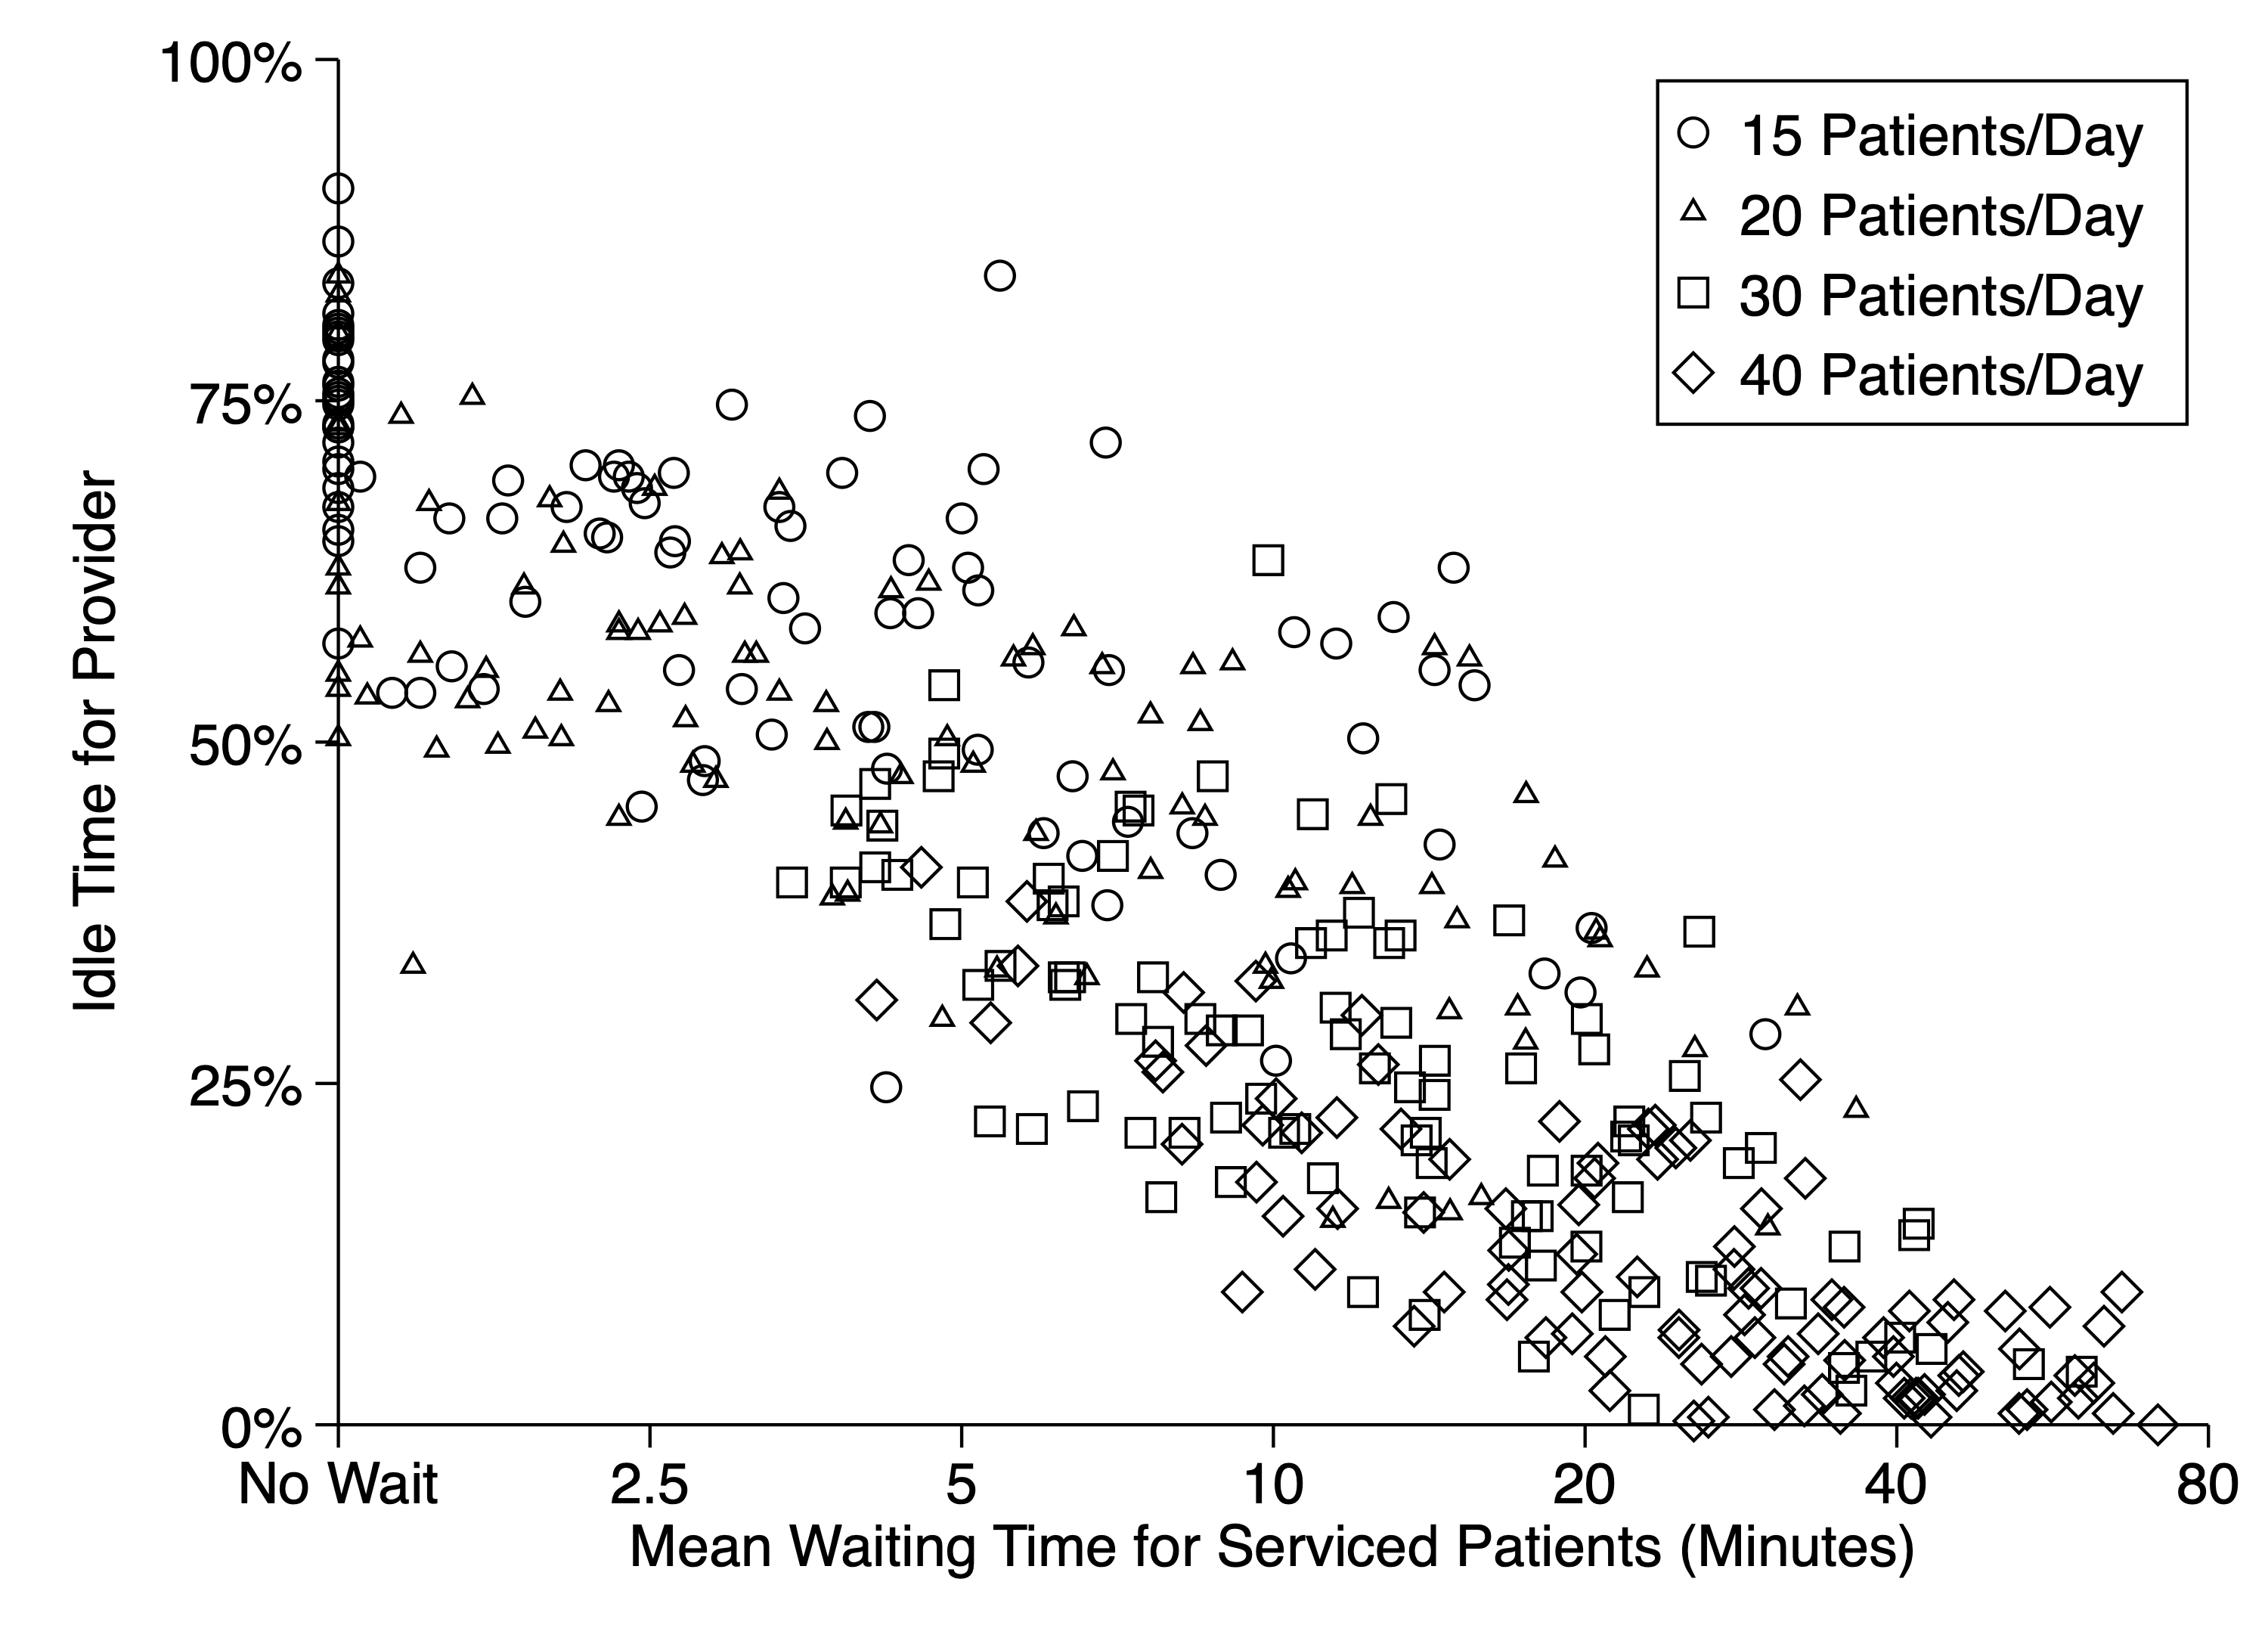 100%
75%
50%
25%
0%
Idle Time for Provider
15 Patients/Day
20 Patients/Day
30 Patients/Day
40 Patients/Day
No Wait 2.5 5 10 20 40 80
Mean Waiting Time for Serviced Patients (Minutes)